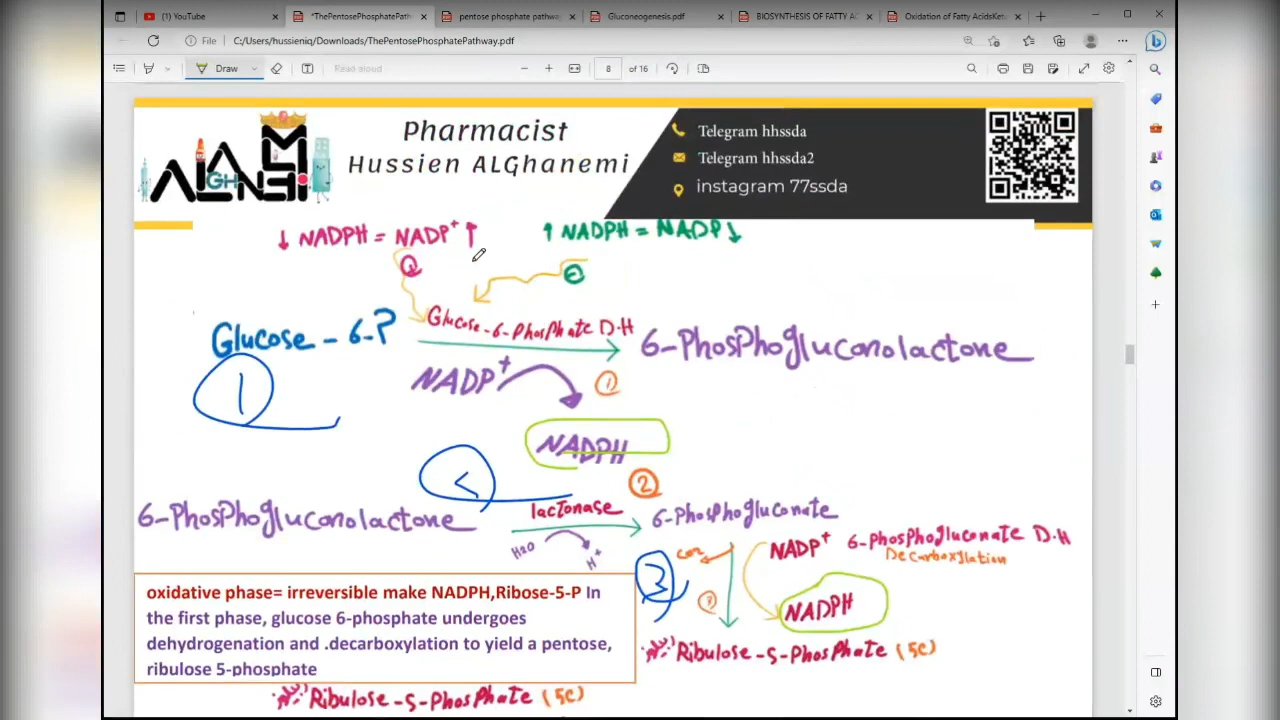 (1) YouTube
*ThePentosePhosphatePath
pentose phosphate pathway
Gluconeogenesis.pdf
BIOSYNTHESIS OF FATTY AC
Oxidation of Fatty AcidsKet
File C:/Users/hussieniq/Downloads/ThePentosePhosphatePathway.pdf
Draw Read aloud 8 of 16
Pharmacist
Hussien ALGhanemi
Telegram hhssda
Telegram hhssda2
instagram 77ssda
↓ NADPH = NADP+ ↑
↑ NADPH = NADP ↓
Glucose-6-Phosphate D.H
Glucose - 6-P
6-Phosphogluconolactone
NADP+
①
1
NADPH
②
6-Phosphogluconolactone
lactonase
6-Phosphogluconate
H2O
H+
NADP+
6-Phosphogluconate D.H
Decarboxylation
3
NADPH
Ribulose-5-Phosphate (5C)
oxidative phase= irreversible make NADPH,Ribose-5-P In
the first phase, glucose 6-phosphate undergoes
dehydrogenation and .decarboxylation to yield a pentose,
ribulose 5-phosphate
Ribulose-5-Phosphate (5C)